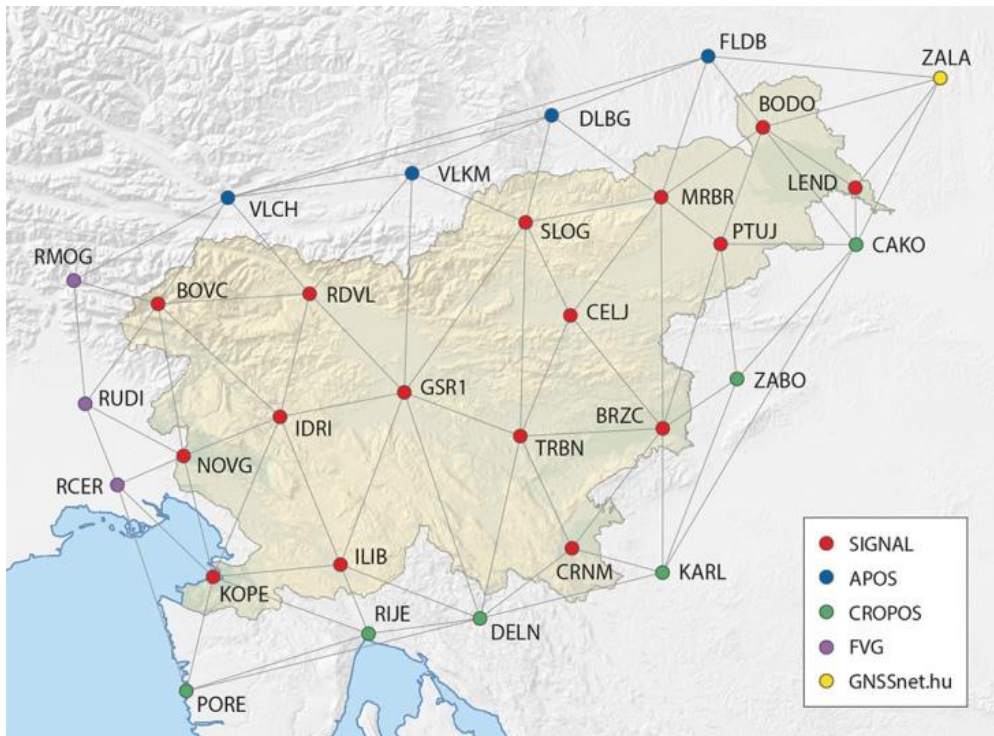 FLDB
ZALA
BODO
DLBG
VLKM
LEND
MRBR
VLCH
SLOG
PTUJ
CAKO
RMOG
BOVC
RDVL
CELJ
ZABO
GSR1
RUDI
BRZC
IDRI
TRBN
NOVG
RCER
SIGNAL
ILIB
CRNM
KARL
APOS
KOPE
RIJE
CROPOS
DELN
FVG
GNSSnet.hu
PORE